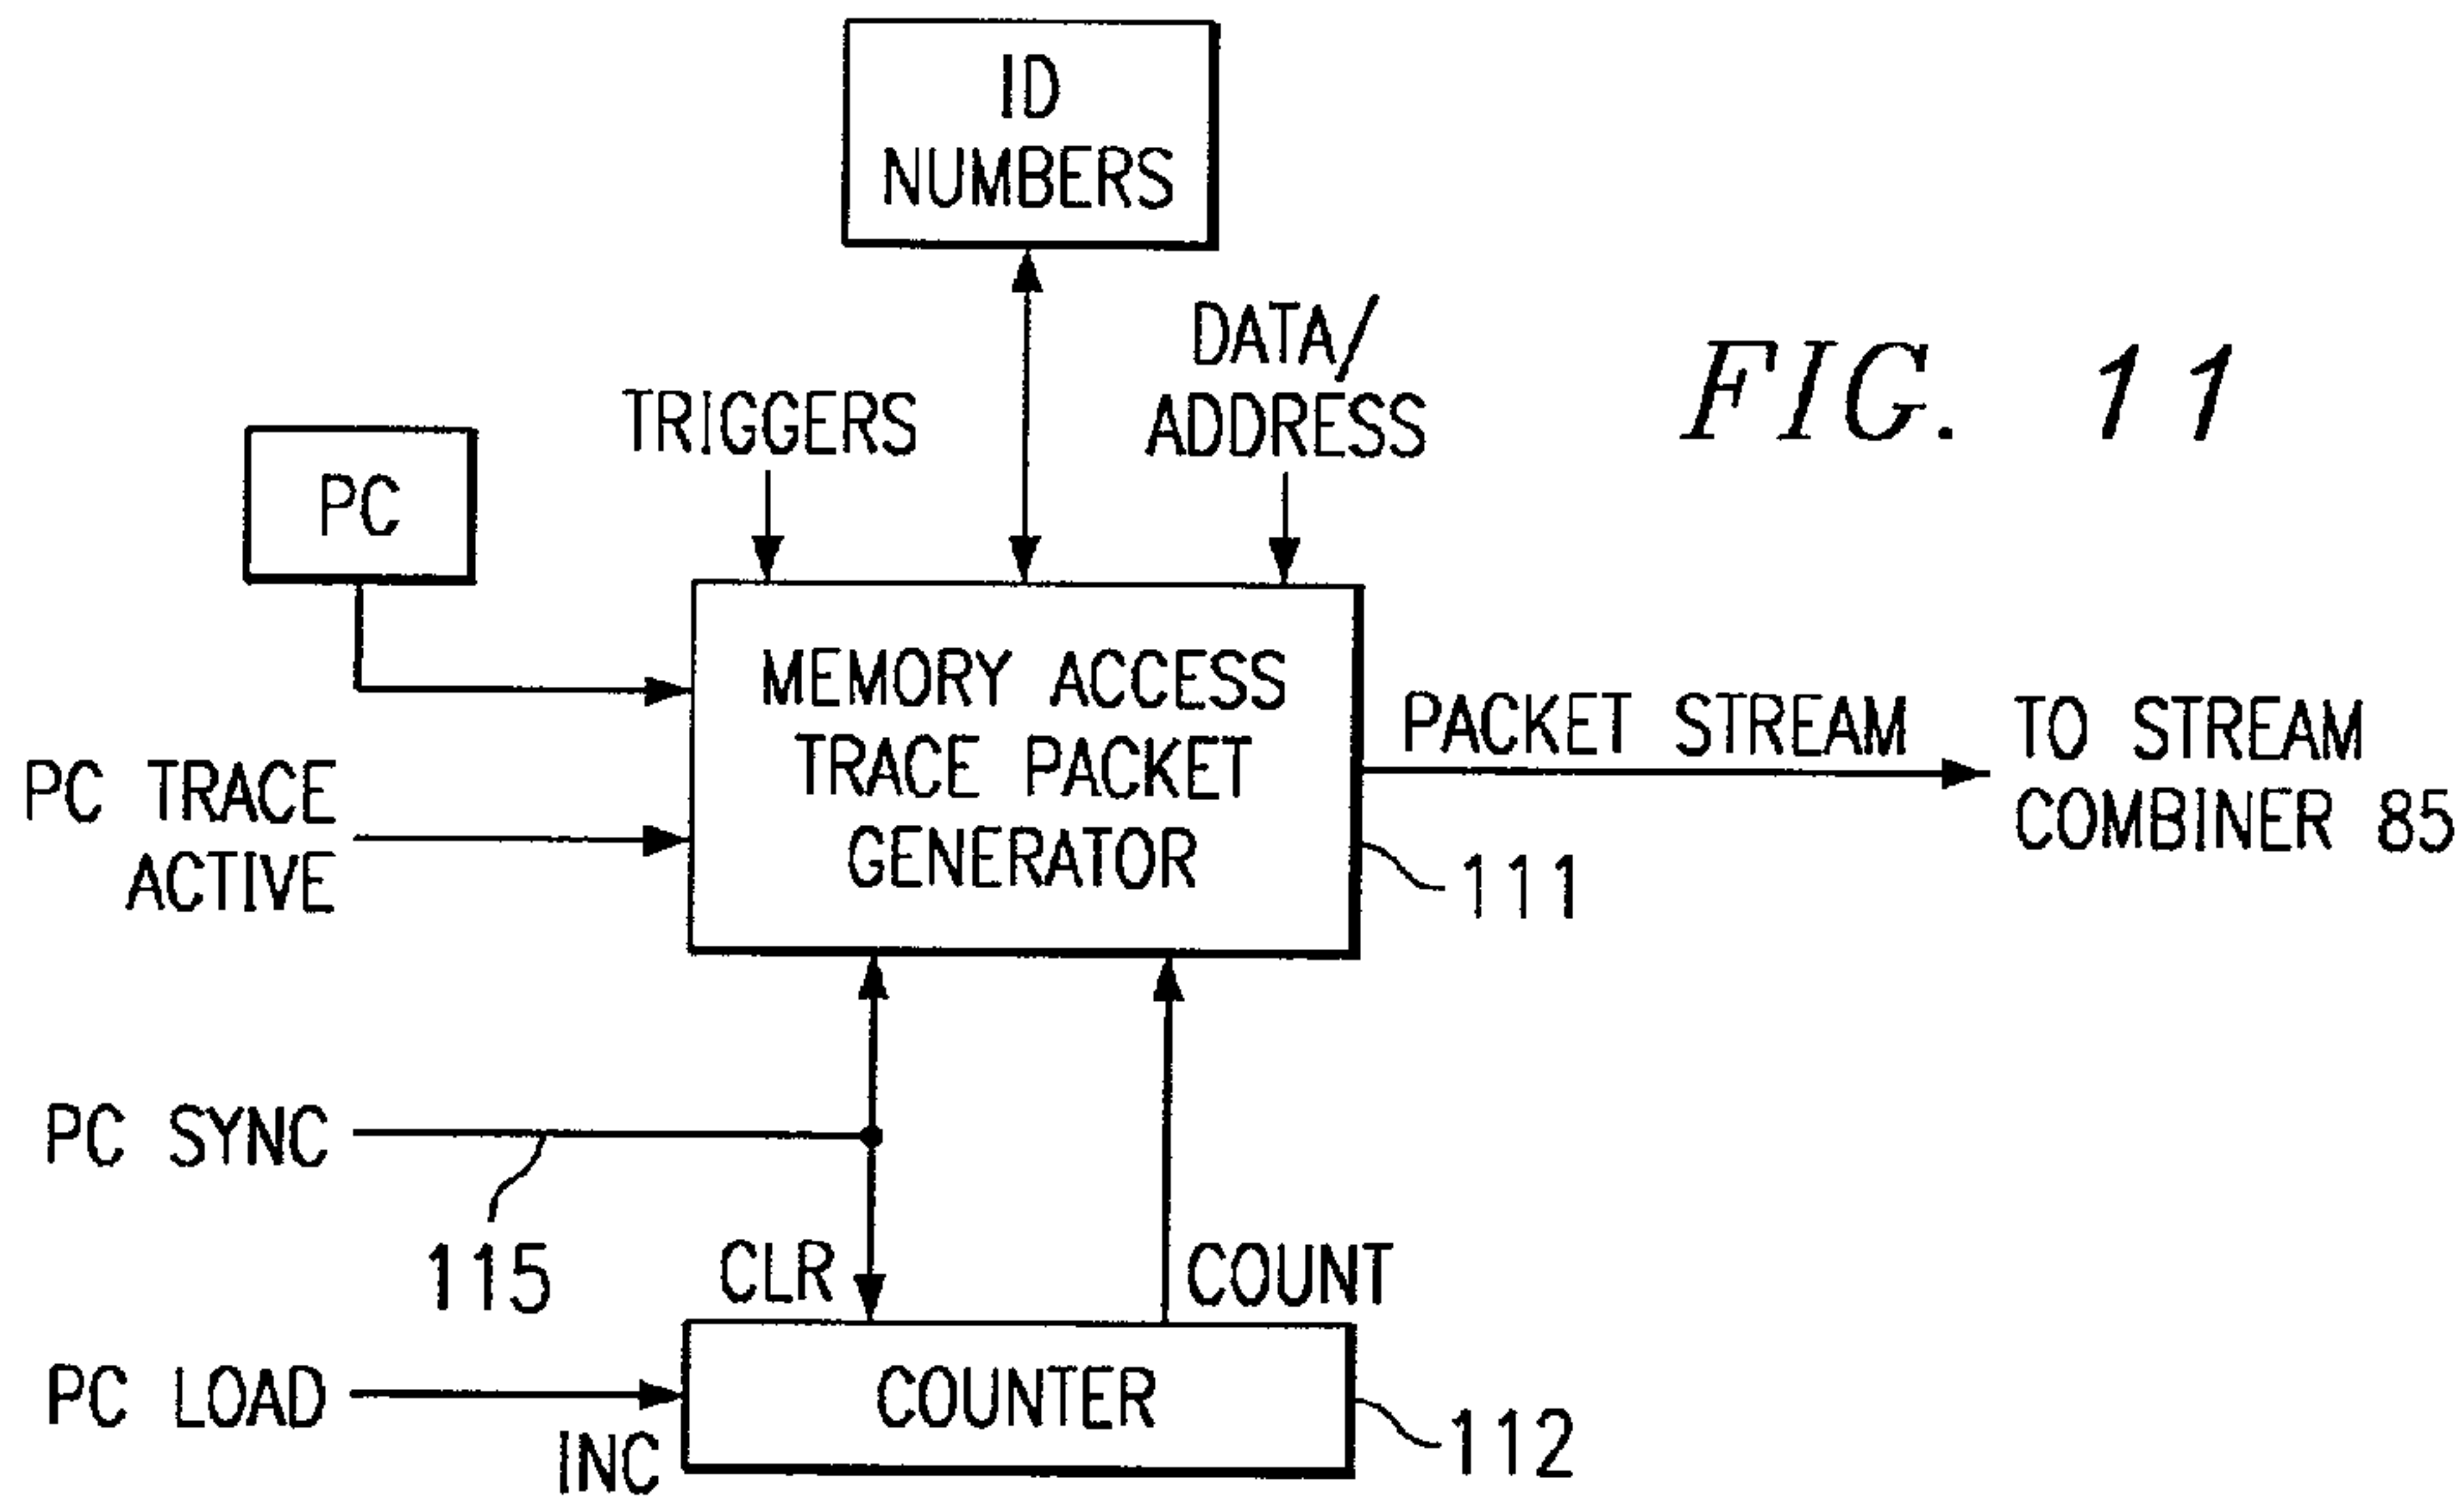 ID
NUMBERS
DATA/
ADDRESS
TRIGGERS
FIG. 11
PC
MEMORY ACCESS
TRACE PACKET
GENERATOR
PACKET STREAM
TO STREAM
COMBINER 85
PC TRACE
ACTIVE
111
PC SYNC
115
CLR
COUNT
PC LOAD
INC
COUNTER
112